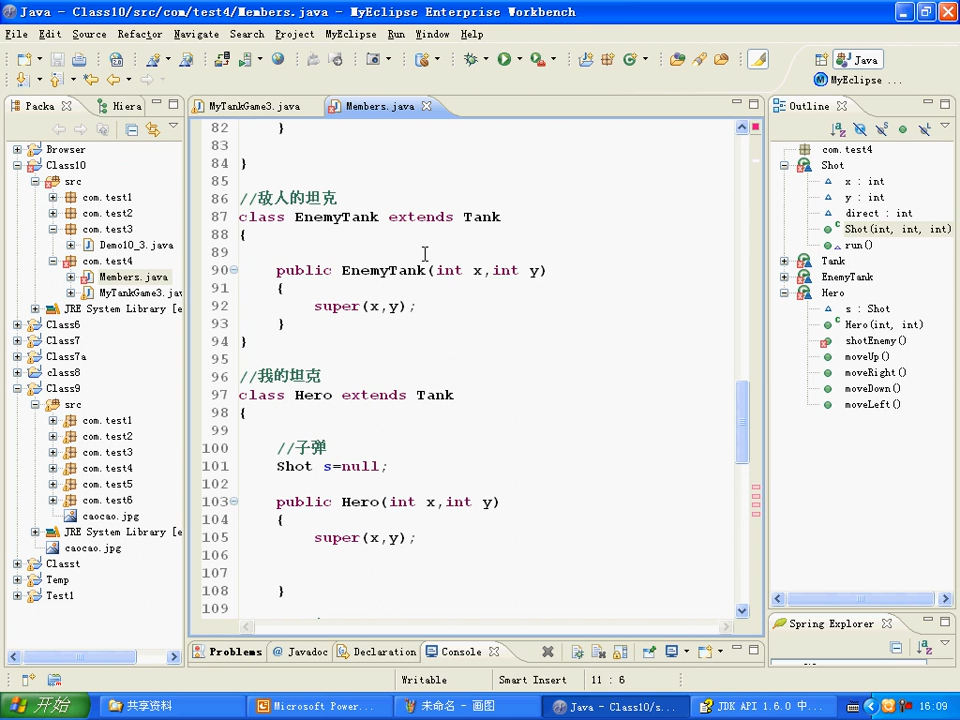 Java - Class10/src/com/test4/Members.java - MyEclipse Enterprise Workbench
File Edit Source Refactor Navigate Search Project MyEclipse Run Window Help
Java
MyEclipse ...
Packa
Hiera
MyTankGame3.java
Members.java
Outline
Browser
Class10
src
com.test1
com.test2
com.test3
Demo10_3.java
com.test4
Members.java
MyTankGame3.jav
JRE System Library [e
Class6
Class7
Class7a
class8
Class9
src
com.test1
com.test2
com.test3
com.test4
com.test5
com.test6
caocao.jpg
JRE System Library [e
caocao.jpg
Classt
Temp
Test1
82 }
83
84 }
85
86 //敌人的坦克
87 class EnemyTank extends Tank
88 {
89
90 public EnemyTank(int x,int y)
91 {
92 super(x,y);
93 }
94 }
95
96 //我的坦克
97 class Hero extends Tank
98 {
99
100 //子弹
101 Shot s=null;
102
103 public Hero(int x,int y)
104 {
105 super(x,y);
106
107
108 }
109
com.test4
Shot
x : int
y : int
direct : int
Shot(int, int, int)
run()
Tank
EnemyTank
Hero
s : Shot
Hero(int, int)
shotEnemy()
moveUp()
moveRight()
moveDown()
moveLeft()
Spring Explorer
Problems
Javadoc
Declaration
Console
Writable
Smart Insert
11 : 6
开始
共享资料
Microsoft Power...
未命名 - 画图
Java - Class10/s...
JDK API 1.6.0 中...
16:09